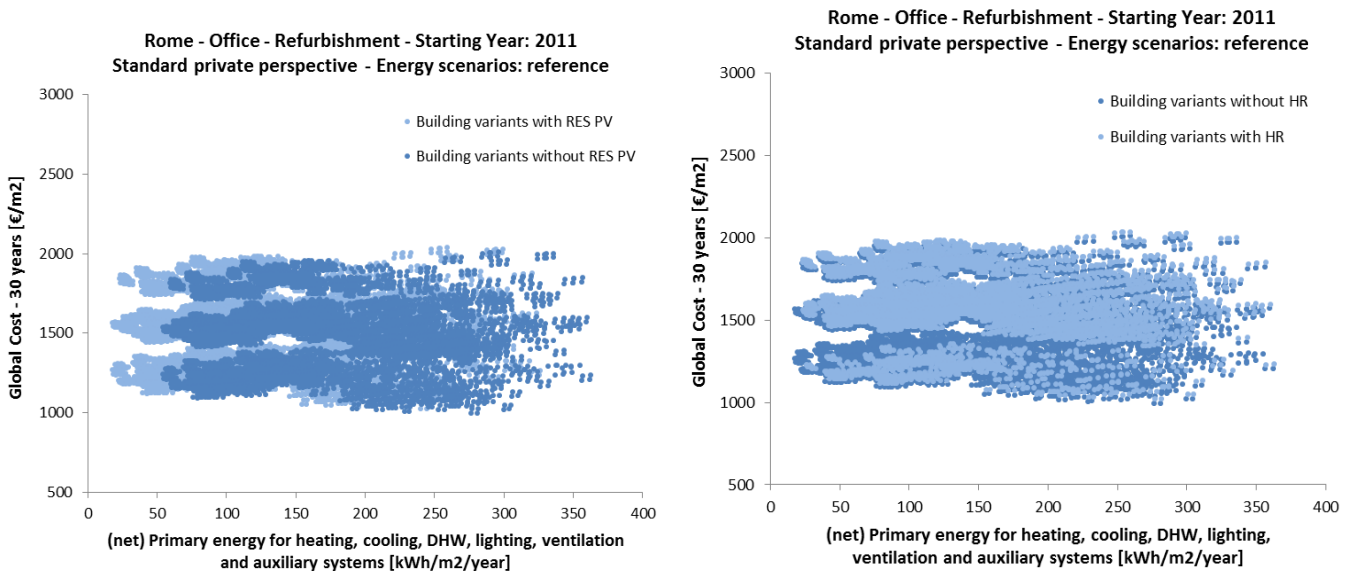 Rome - Office - Refurbishment - Starting Year: 2011
Standard private perspective - Energy scenarios: reference
3000
2500
2000
1500
1000
500
0
50
100
150
200
250
300
350
400
Global Cost - 30 years [€/m2]
Building variants with RES PV
Building variants without RES PV
(net) Primary energy for heating, cooling, DHW, lighting, ventilation
and auxiliary systems [kWh/m2/year]
Rome - Office - Refurbishment - Starting Year: 2011
Standard private perspective - Energy scenarios: reference
3000
2500
2000
1500
1000
500
0
50
100
150
200
250
300
350
400
Global Cost - 30 years [€/m2]
Building variants without HR
Building variants with HR
(net) Primary energy for heating, cooling, DHW, lighting,
ventilation and auxiliary systems [kWh/m2/year]